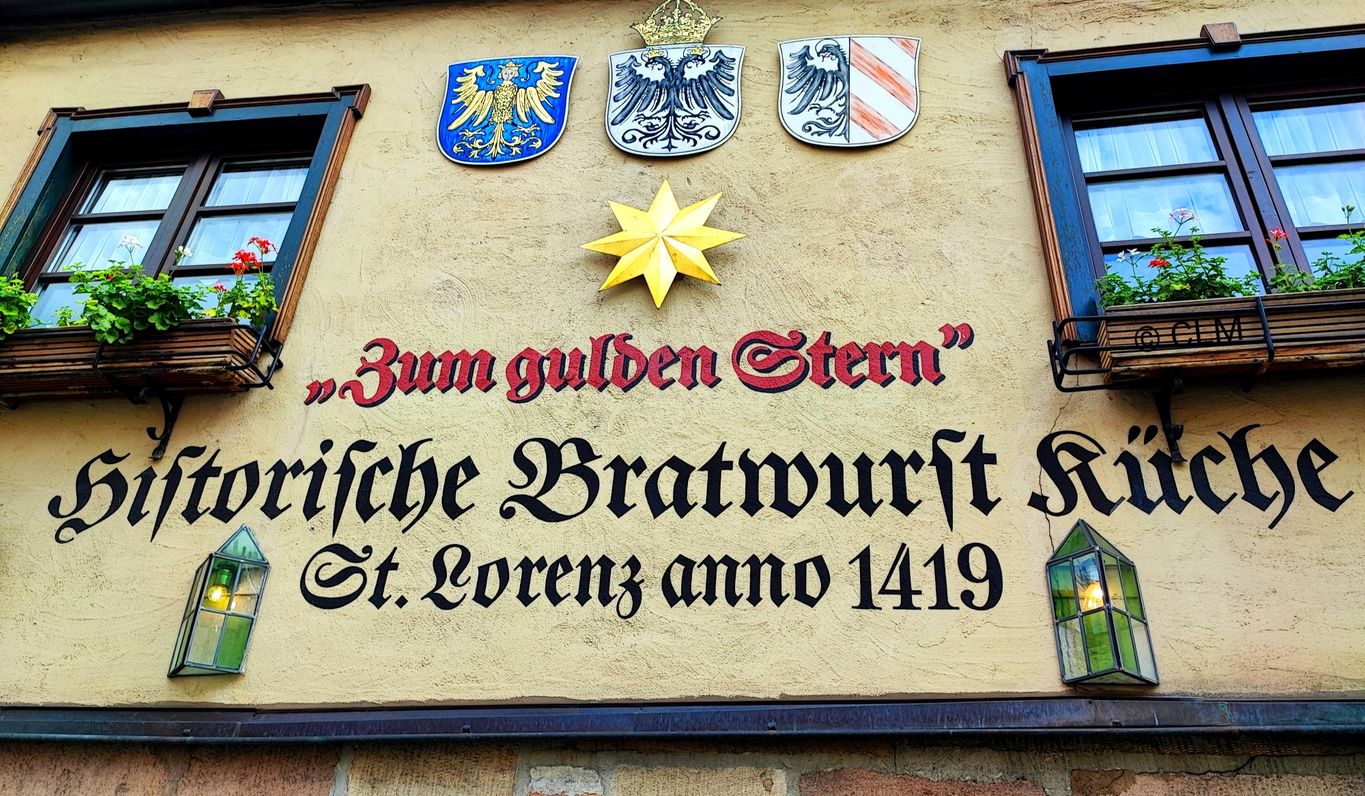 „Zum gulden Stern”
Hiſtoriſche Bratwurſt Küche
St. Lorenz anno 1419
© CLM